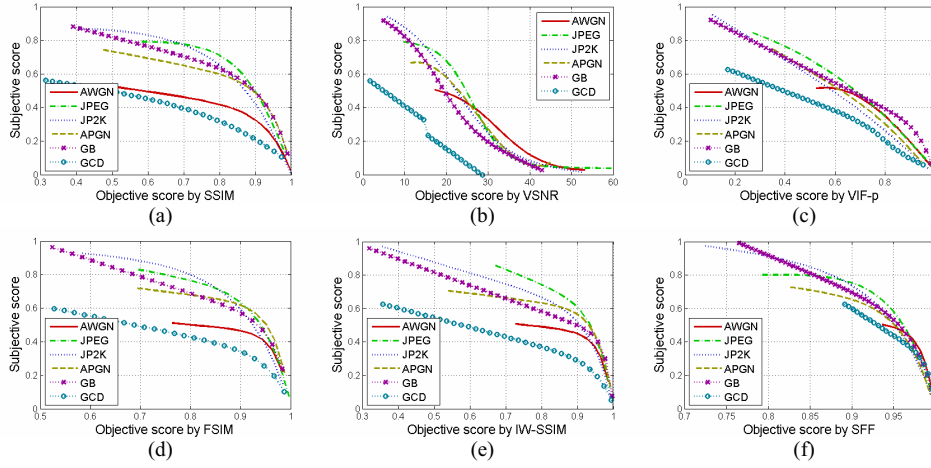 Subjective score
1
0.8
0.6
0.4
0.2
0
AWGN
JPEG
JP2K
APGN
GB
GCD
0.3 0.4 0.5 0.6 0.7 0.8 0.9 1
Objective score by SSIM
(a)
Subjective score
1
0.8
0.6
0.4
0.2
0
AWGN
JPEG
JP2K
APGN
GB
GCD
0 10 20 30 40 50 60
Objective score by VSNR
(b)
Subjective score
1
0.8
0.6
0.4
0.2
0
AWGN
JPEG
JP2K
APGN
GB
GCD
0 0.2 0.4 0.6 0.8
Objective score by VIF-p
(c)
Subjective score
1
0.8
0.6
0.4
0.2
0
AWGN
JPEG
JP2K
APGN
GB
GCD
0.5 0.6 0.7 0.8 0.9 1
Objective score by FSIM
(d)
Subjective score
1
0.8
0.6
0.4
0.2
0
AWGN
JPEG
JP2K
APGN
GB
GCD
0.3 0.4 0.5 0.6 0.7 0.8 0.9 1
Objective score by IW-SSIM
(e)
Subjective score
1
0.8
0.6
0.4
0.2
0
AWGN
JPEG
JP2K
APGN
GB
GCD
0.7 0.75 0.8 0.85 0.9 0.95
Objective score by SFF
(f)